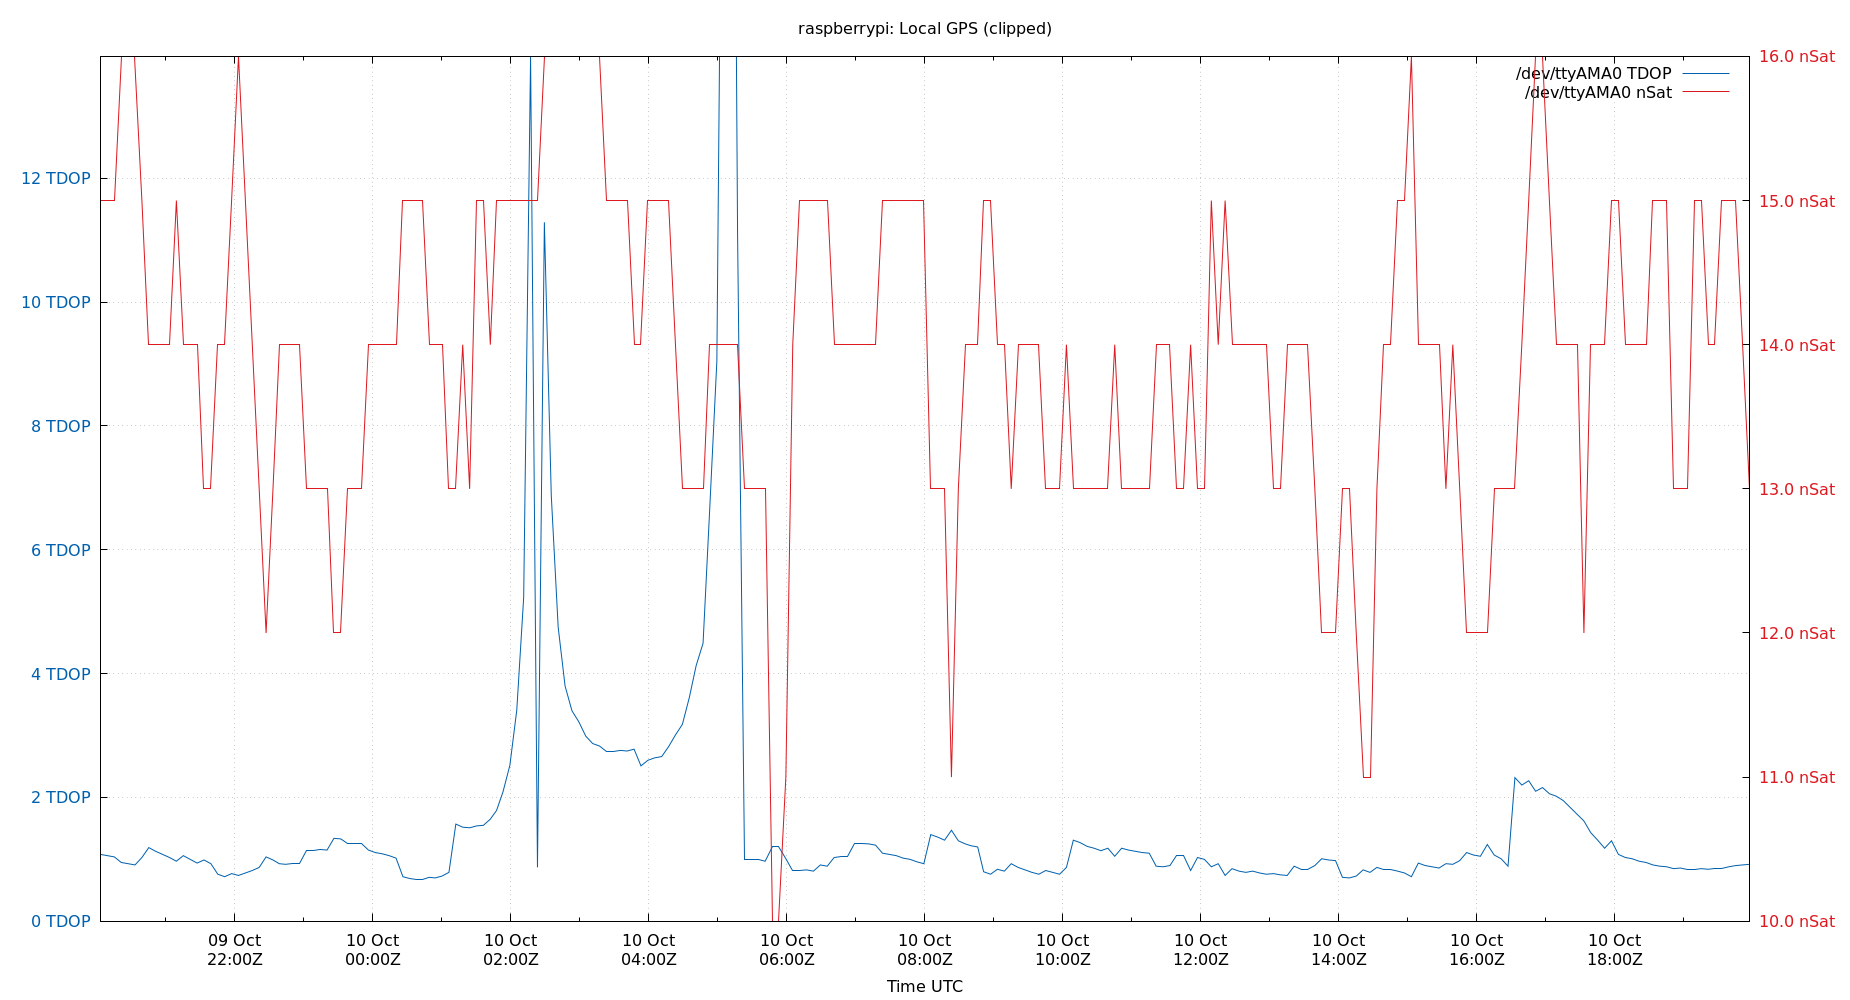 raspberrypi: Local GPS (clipped)
/dev/ttyAMA0 TDOP
/dev/ttyAMA0 nSat
12 TDOP
10 TDOP
8 TDOP
6 TDOP
4 TDOP
2 TDOP
0 TDOP
16.0 nSat
15.0 nSat
14.0 nSat
13.0 nSat
12.0 nSat
11.0 nSat
10.0 nSat
09 Oct
22:00Z
10 Oct
00:00Z
10 Oct
02:00Z
10 Oct
04:00Z
10 Oct
06:00Z
10 Oct
08:00Z
10 Oct
10:00Z
10 Oct
12:00Z
10 Oct
14:00Z
10 Oct
16:00Z
10 Oct
18:00Z
Time UTC